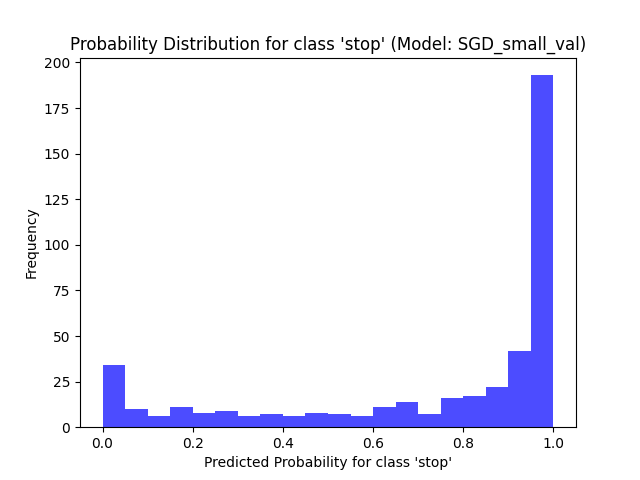 Probability Distribution for class 'stop' (Model: SGD_small_val)
200
175
150
125
100
75
50
25
0
Frequency
0.0 0.2 0.4 0.6 0.8 1.0
Predicted Probability for class 'stop'